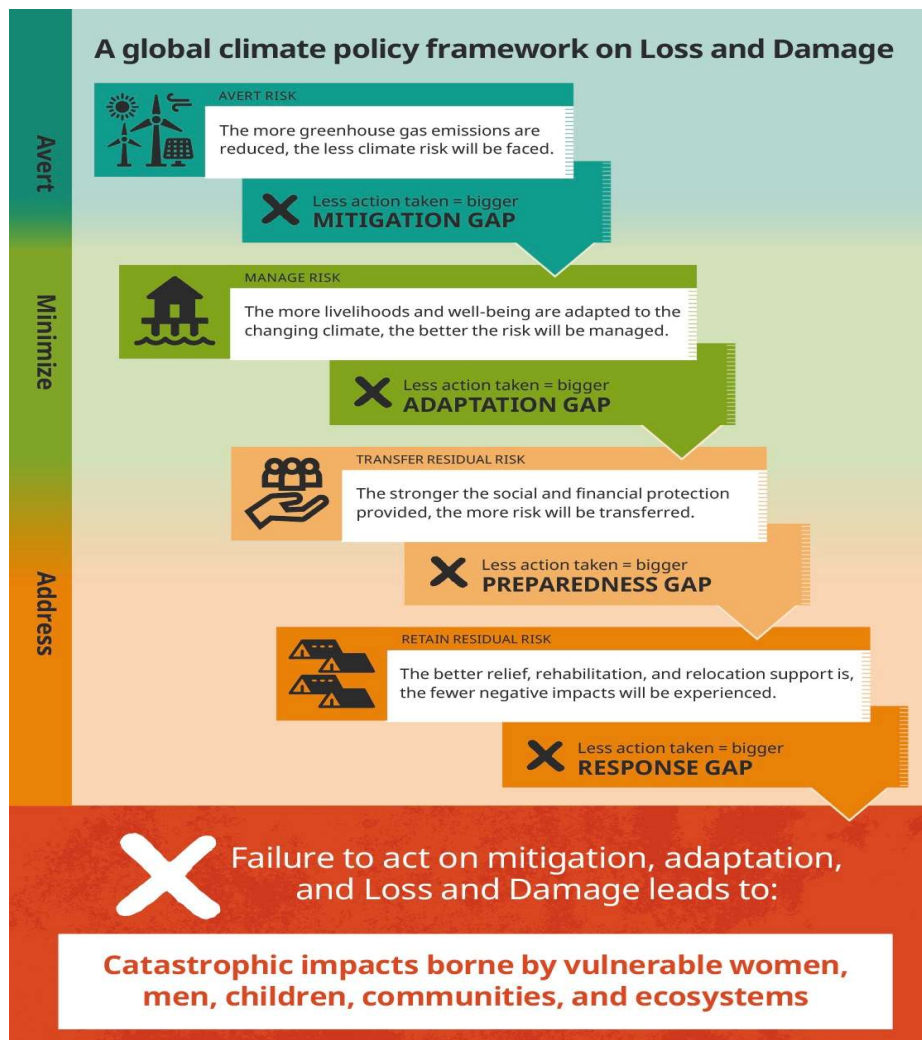 A global climate policy framework on Loss and Damage
Avert
AVERT RISK
The more greenhouse gas emissions are
reduced, the less climate risk will be faced.
Less action taken = bigger
MITIGATION GAP
Minimize
MANAGE RISK
The more livelihoods and well-being are adapted to the
changing climate, the better the risk will be managed.
Less action taken = bigger
ADAPTATION GAP
Address
TRANSFER RESIDUAL RISK
The stronger the social and financial protection
provided, the more risk will be transferred.
Less action taken = bigger
PREPAREDNESS GAP
RETAIN RESIDUAL RISK
The better relief, rehabilitation, and relocation support is,
the fewer negative impacts will be experienced.
Less action taken = bigger
RESPONSE GAP
Failure to act on mitigation, adaptation,
and Loss and Damage leads to:
Catastrophic impacts borne by vulnerable women,
men, children, communities, and ecosystems